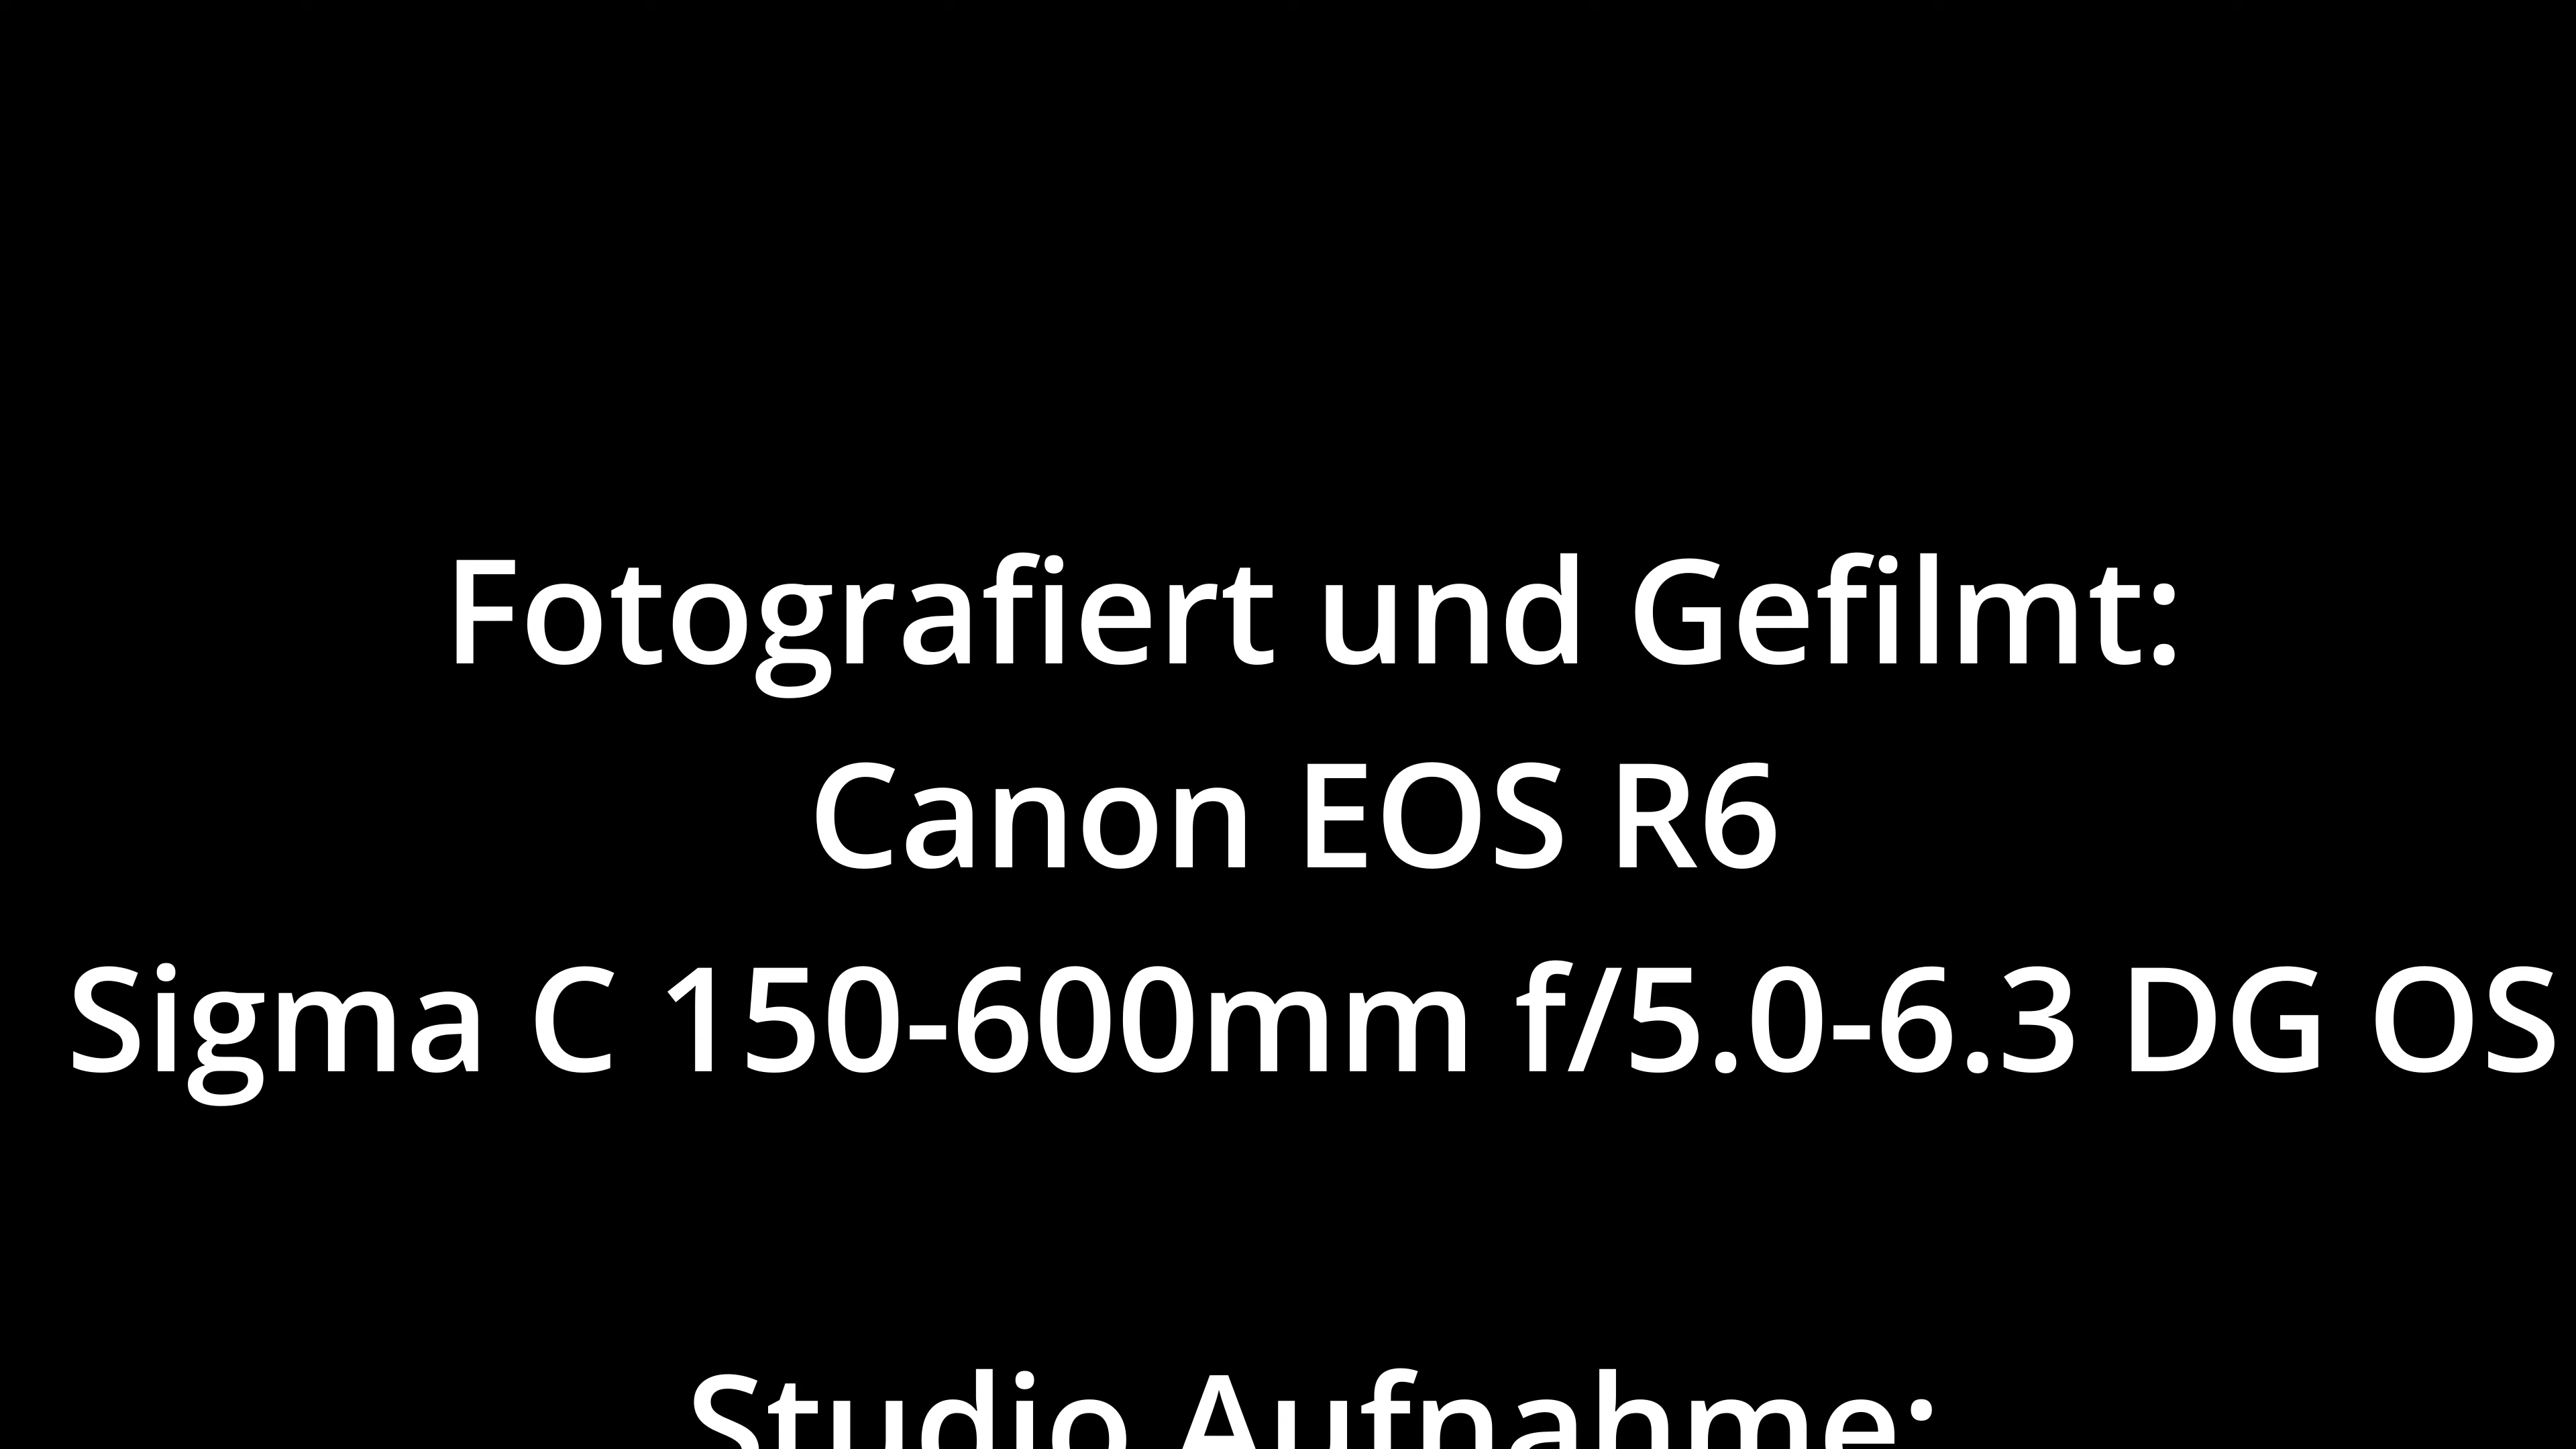 Fotografiert und Gefilmt:
Canon EOS R6
Sigma C 150-600mm f/5.0-6.3 DG OS
Studio Aufnahme: